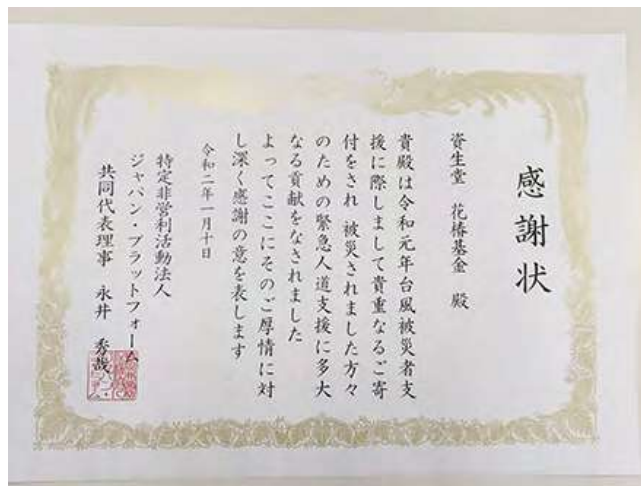 感謝状
資生堂 花椿基金 殿
貴殿は令和元年台風被災者支
援に際しまして貴重なるご寄
付をされ 被災されました方々
のための緊急人道支援に多大
なる貢献をなされました
よってここにそのご厚情に対
し深く感謝の意を表します
令和二年一月十日
特定非営利活動法人
ジャパン・プラットフォーム
共同代表理事 永井 秀哉